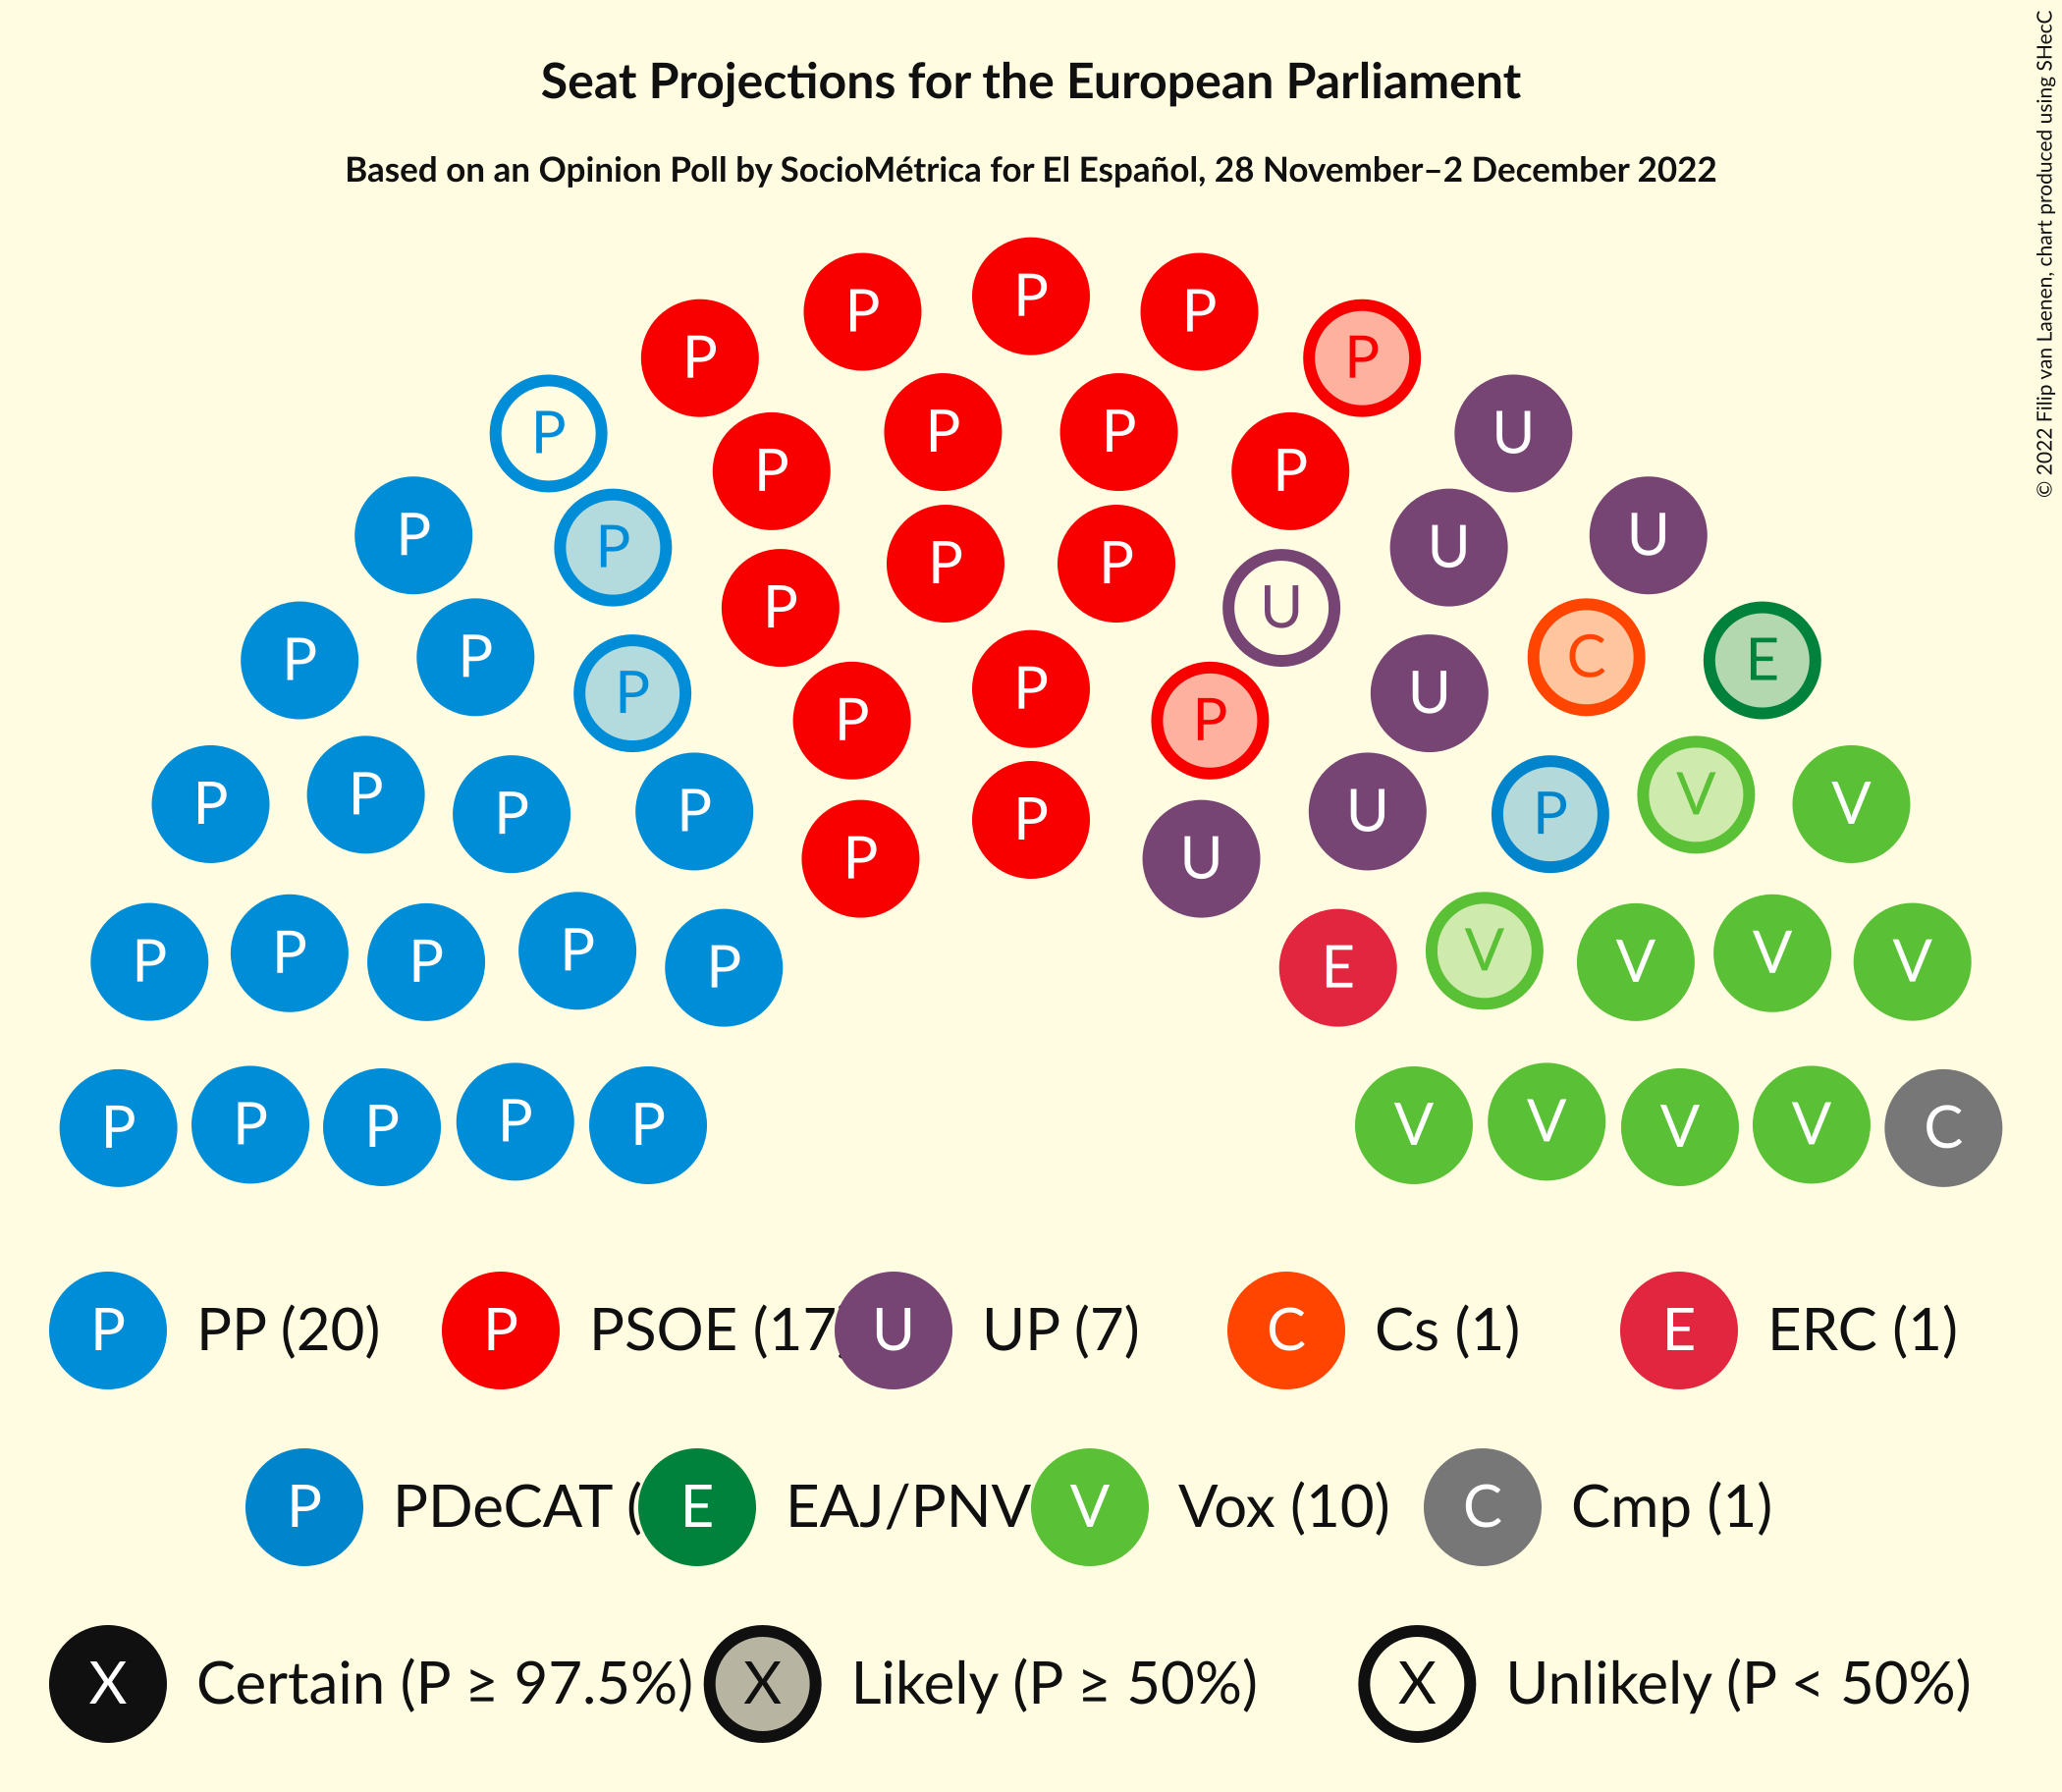 Seat Projections for the European Parliament
Based on an Opinion Poll by SocioMétrica for El Español, 28 November–2 December 2022
© 2022 Filip van Laenen, chart produced using SHecC
P
P P
P P
P P P P
P U
P P
P U U
P P
P P U
P U
P P C E
P P
P P P
P P P P P V V
P U
P P P P P E V V V V
P P P P P V V V V C
P PP (20) P PSOE (17 U UP (7) C Cs (1) E ERC (1)
P PDeCAT ( E EAJ/PNV V Vox (10) C Cmp (1)
X Certain (P ≥ 97.5%) X Likely (P ≥ 50%) X Unlikely (P < 50%)